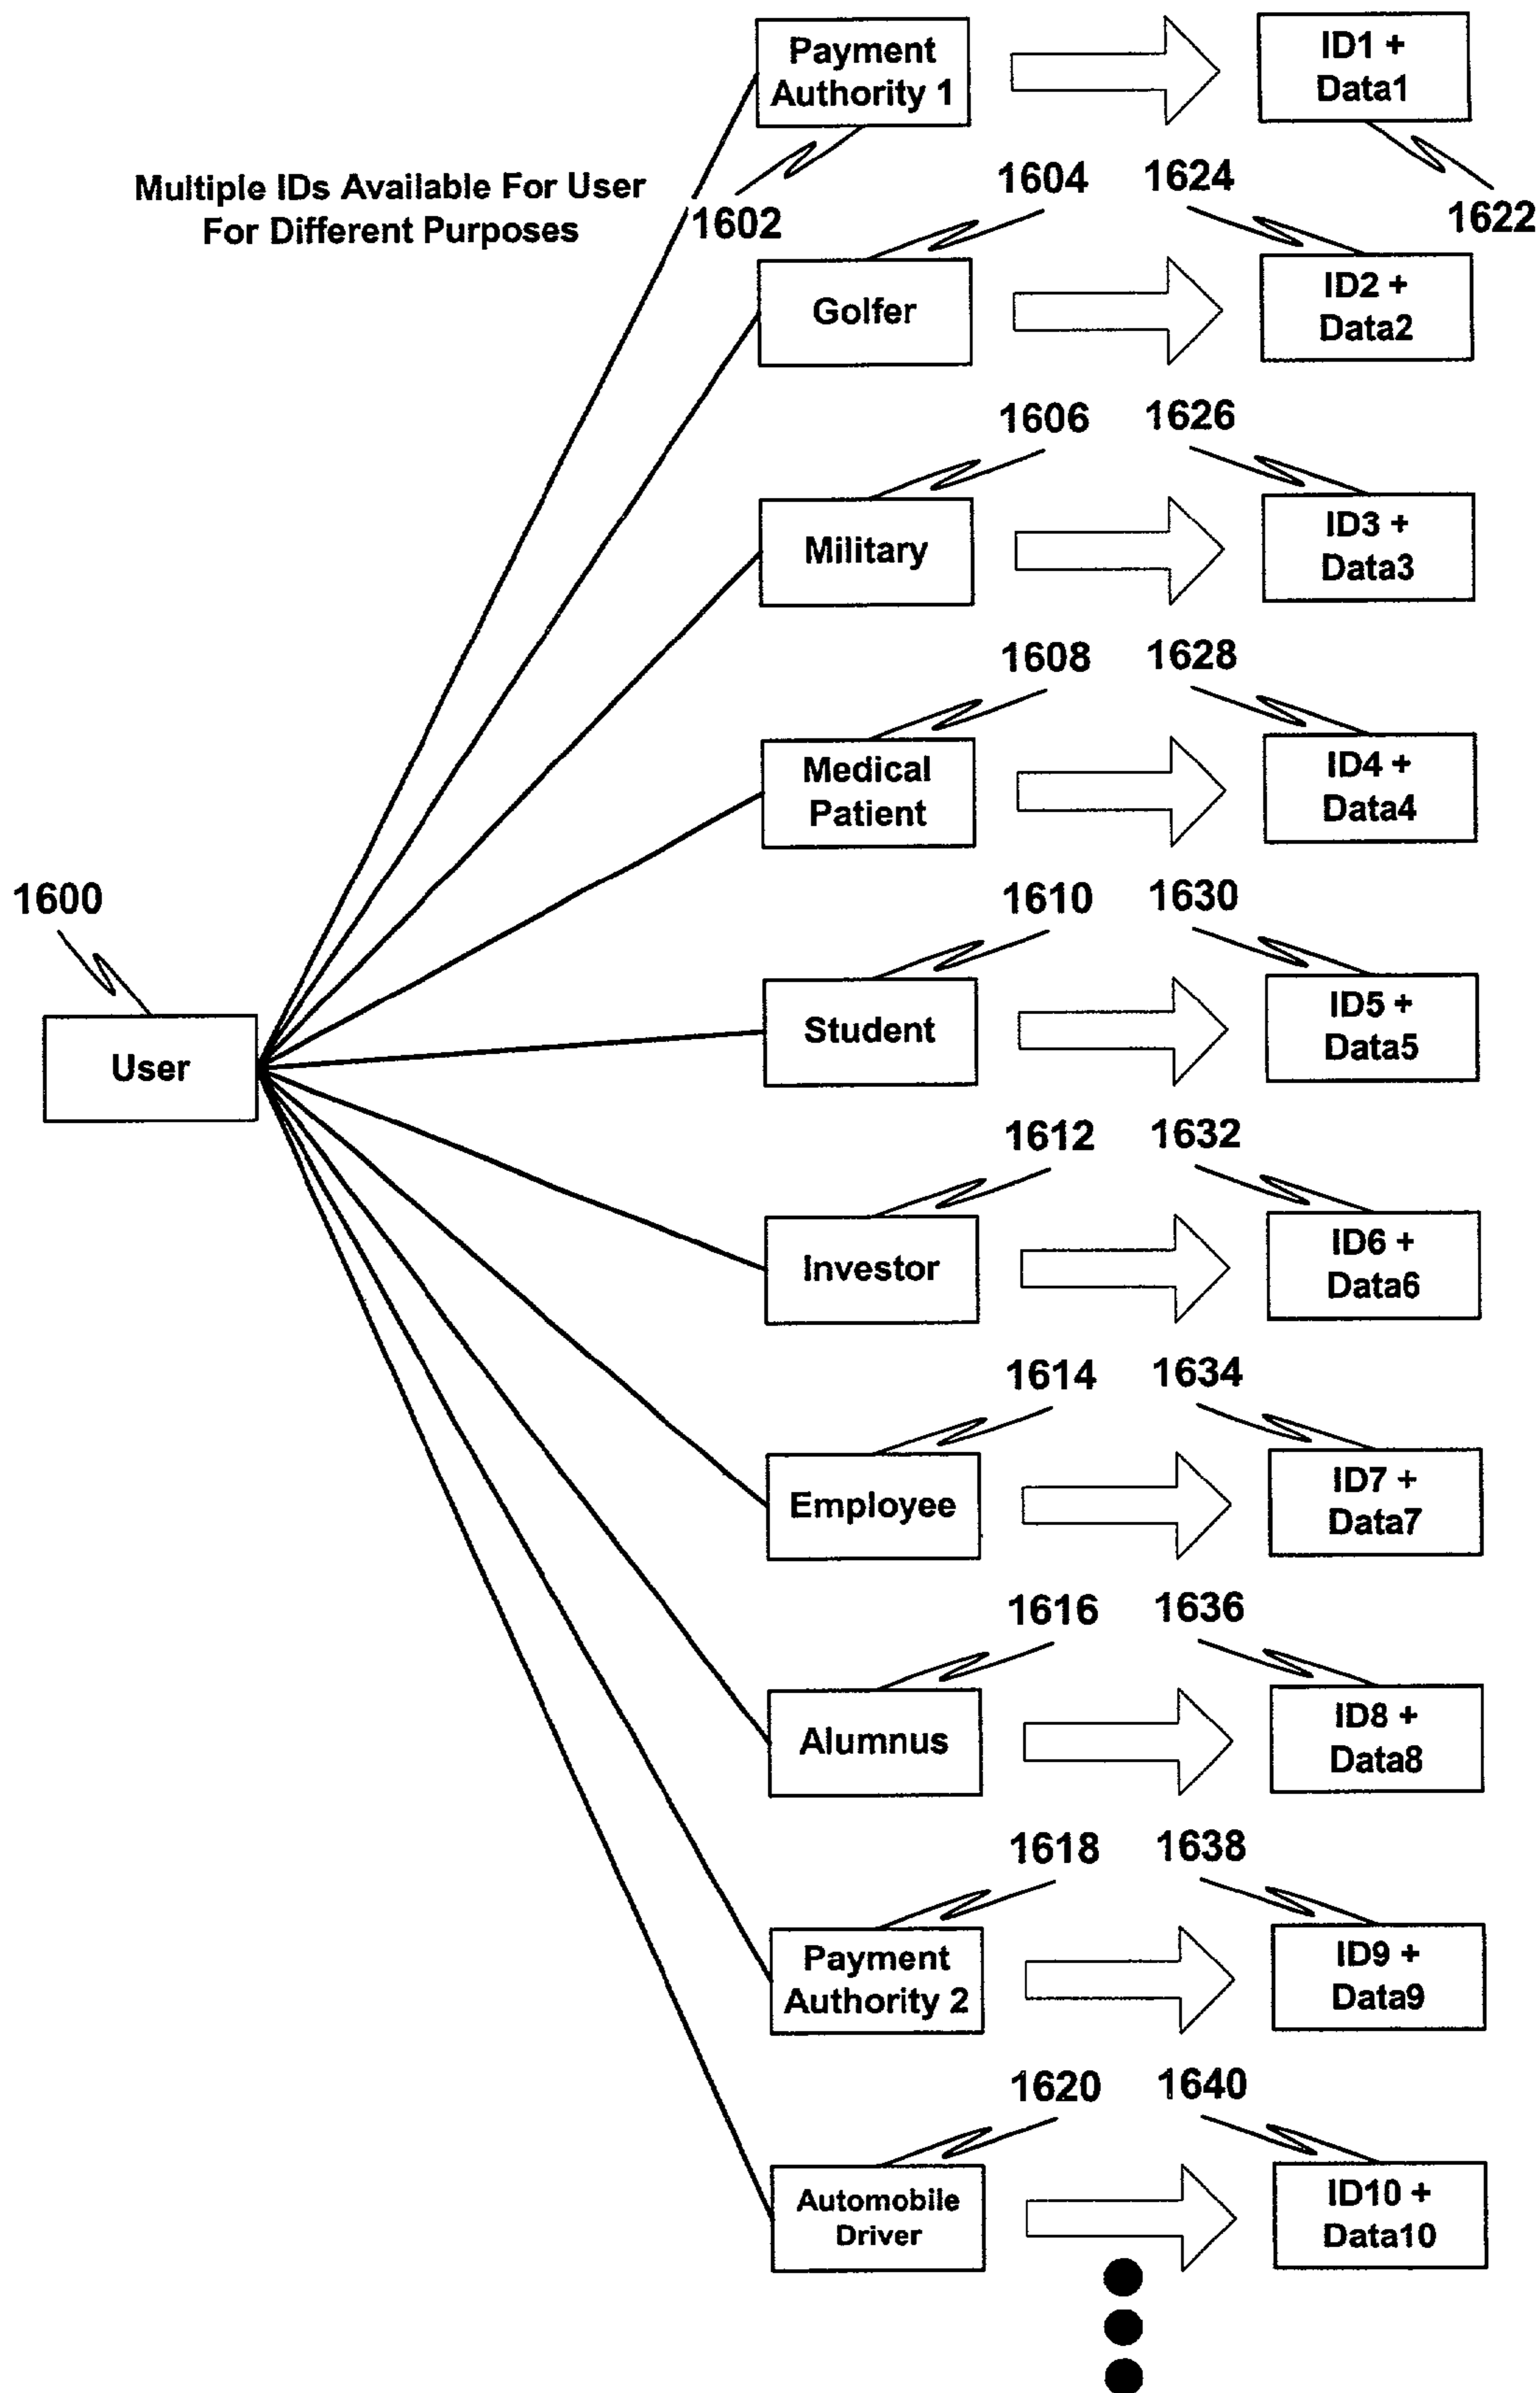 Payment
Authority 1
ID1 +
Data1
Multiple IDs Available For User
For Different Purposes
1602
1604
1624
1622
Golfer
ID2 +
Data2
1606
1626
Military
ID3 +
Data3
1608
1628
Medical
Patient
ID4 +
Data4
1600
1610
1630
User
Student
ID5 +
Data5
1612
1632
Investor
ID6 +
Data6
1614
1634
Employee
ID7 +
Data7
1616
1636
Alumnus
ID8 +
Data8
1618
1638
Payment
Authority 2
ID9 +
Data9
1620
1640
Automobile
Driver
ID10 +
Data10